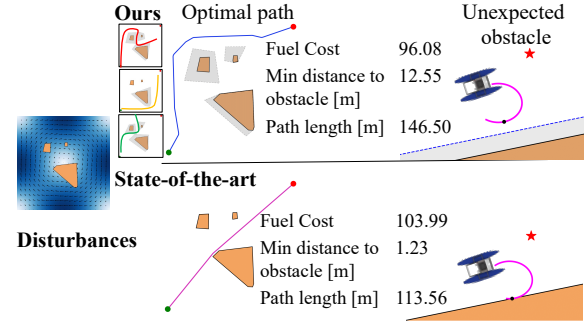 Ours
Optimal path
Unexpected
obstacle
Fuel Cost 96.08
Min distance to 12.55
obstacle [m]
Path length [m] 146.50
State-of-the-art
Disturbances
Fuel Cost 103.99
Min distance to 1.23
obstacle [m]
Path length [m] 113.56